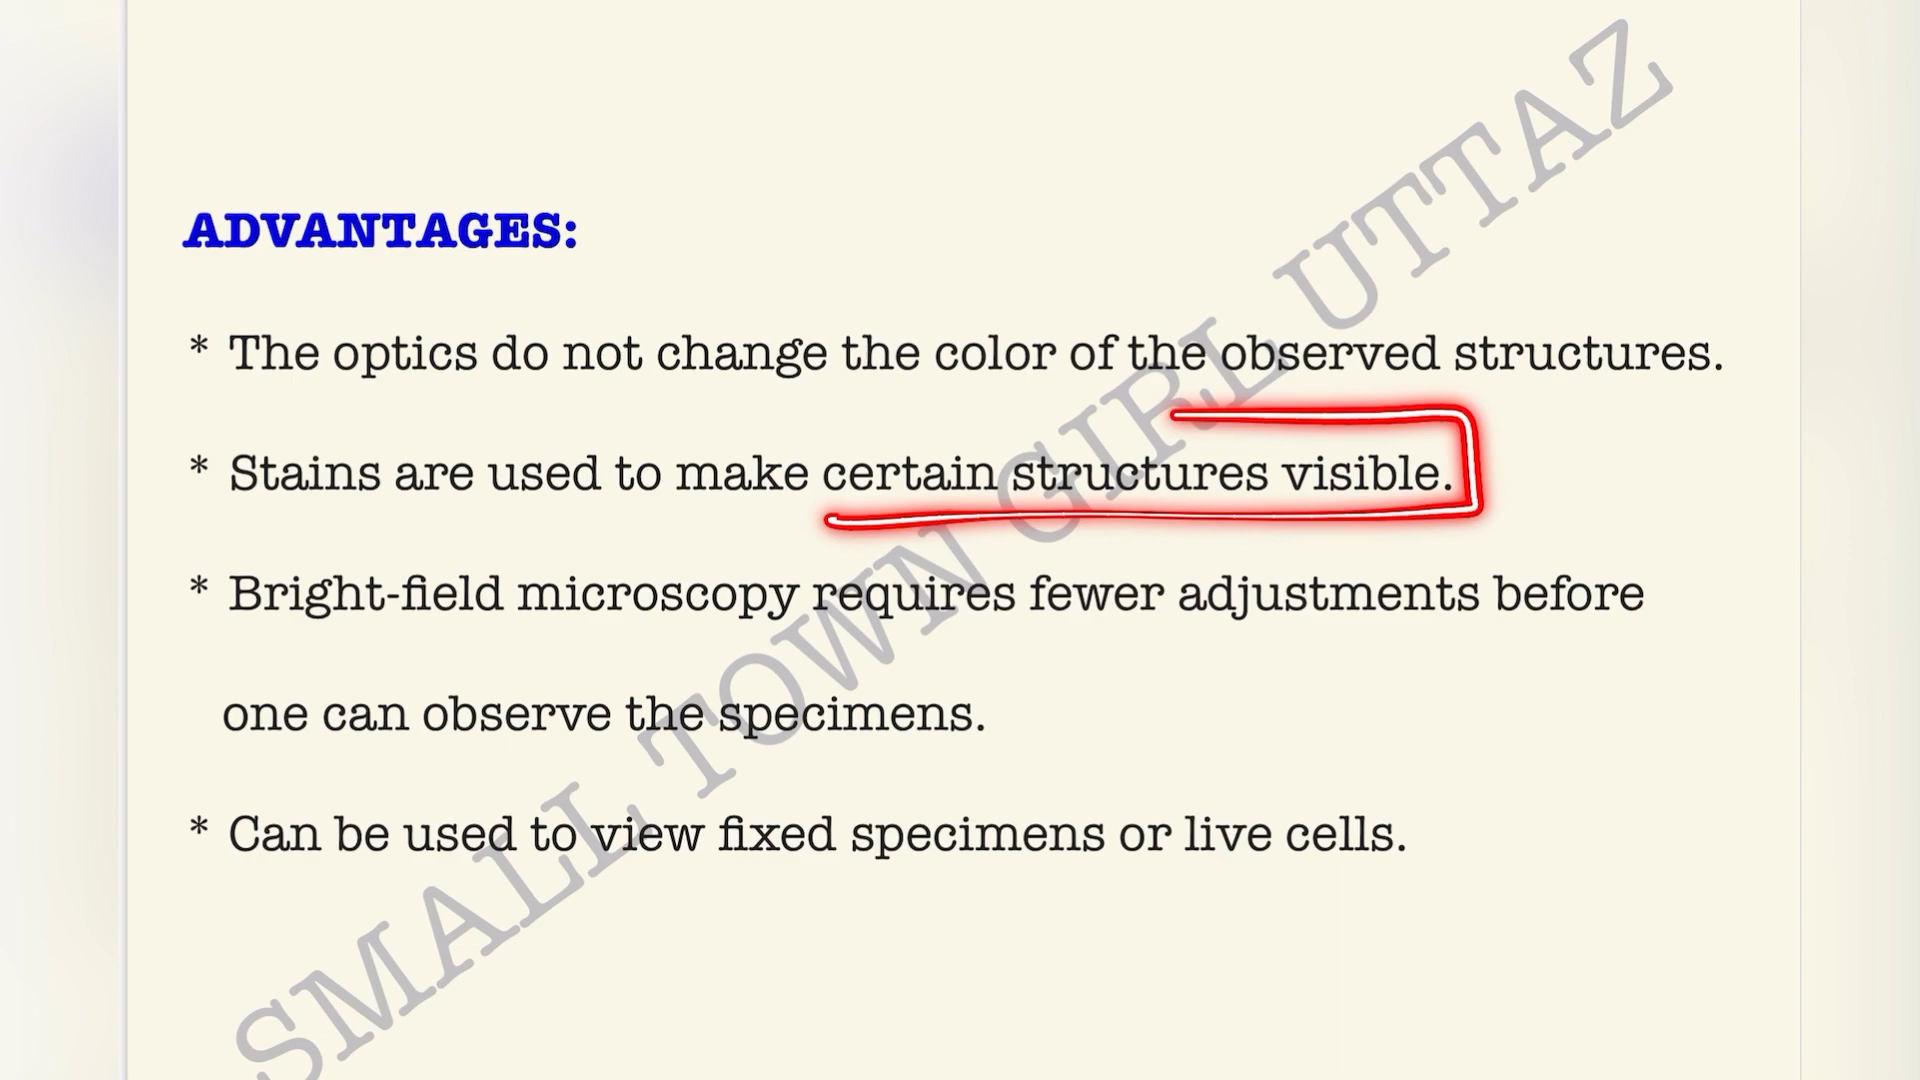 ADVANTAGES:
* The optics do not change the color of the observed structures.
* Stains are used to make certain structures visible.
* Bright-field microscopy requires fewer adjustments before
one can observe the specimens.
* Can be used to view fixed specimens or live cells.
SMALL TOWN GIRL UTTAZ